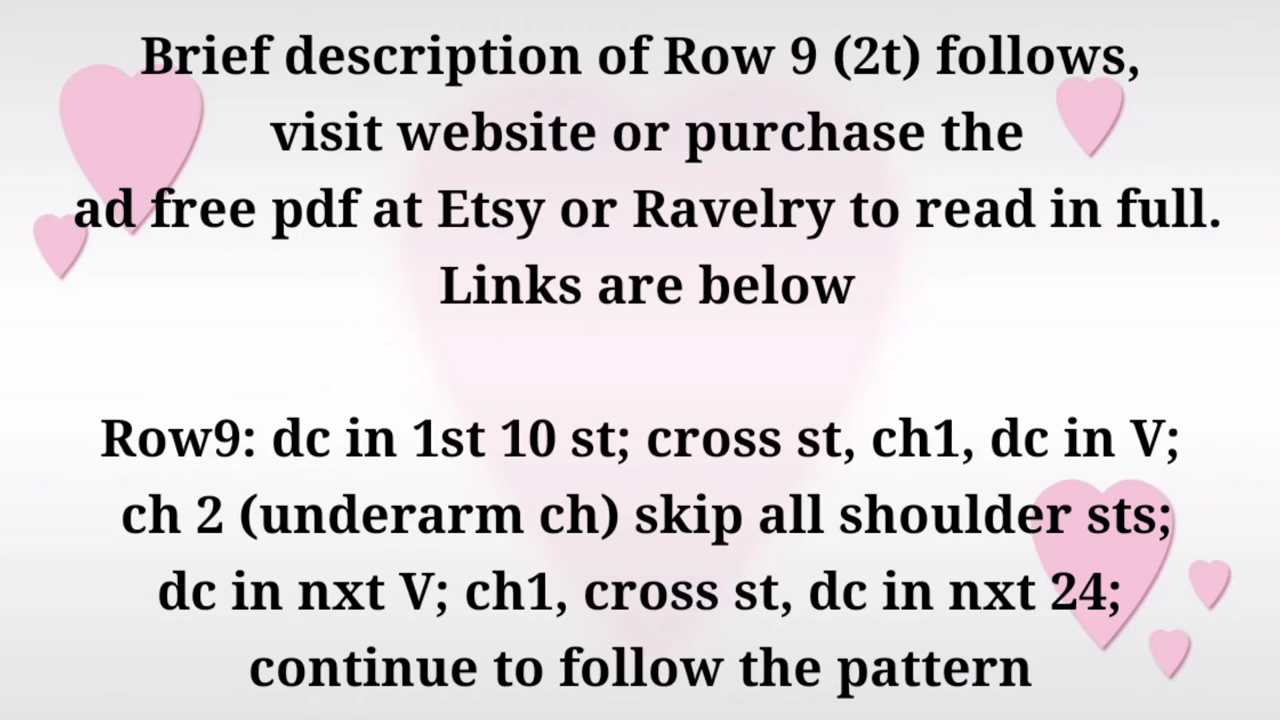 Brief description of Row 9 (2t) follows,
visit website or purchase the
ad free pdf at Etsy or Ravelry to read in full.
Links are below
Row9: dc in 1st 10 st; cross st, ch1, dc in V;
ch 2 (underarm ch) skip all shoulder sts;
dc in nxt V; ch1, cross st, dc in nxt 24;
continue to follow the pattern